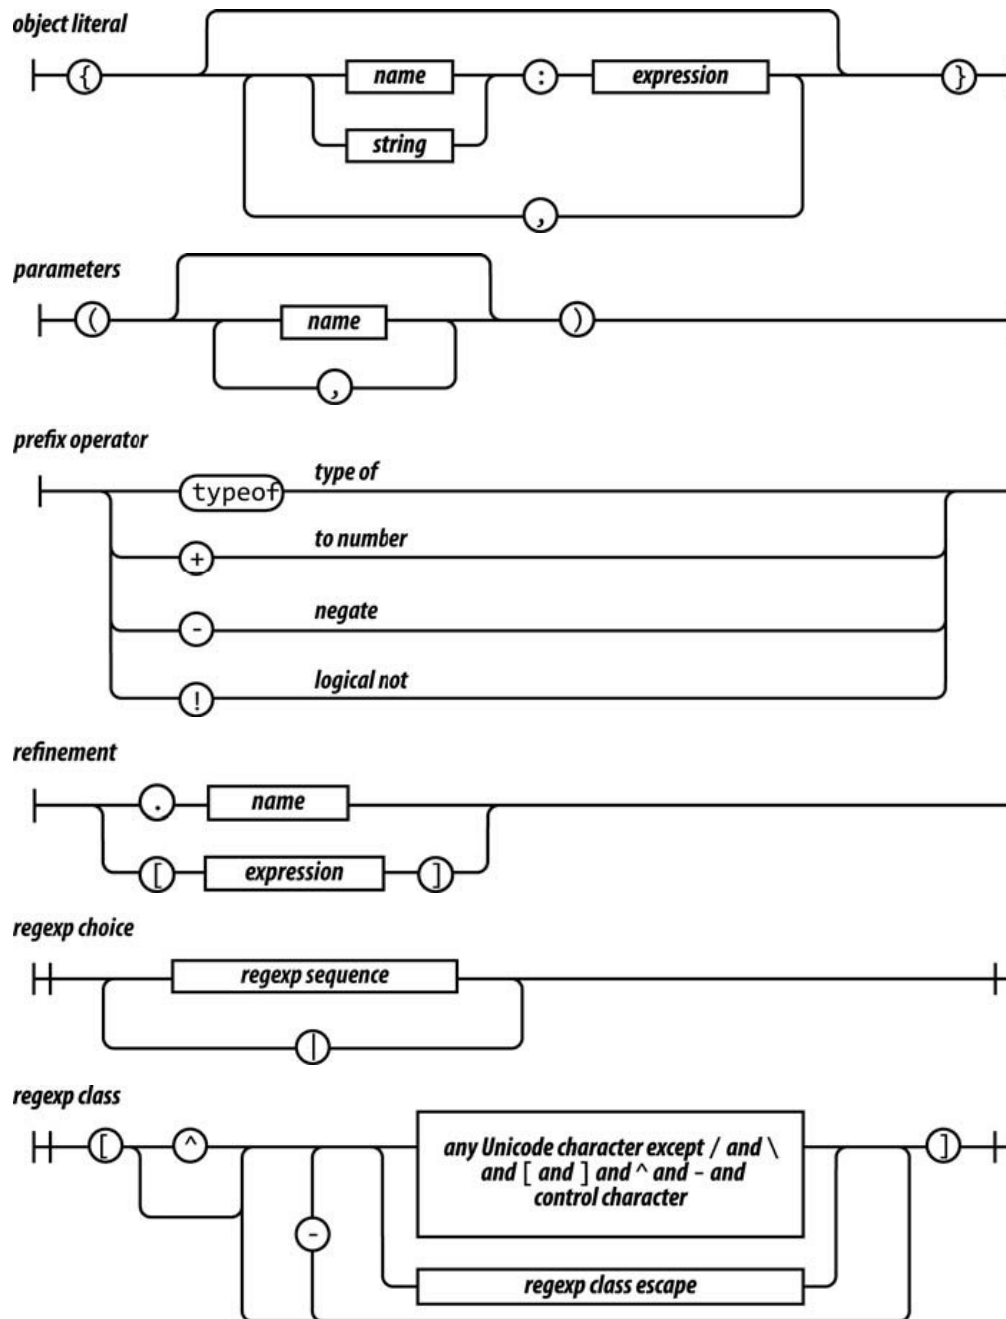 object literal
{ name : expression }
string
,
parameters
( name )
,
prefix operator
typeof type of
+ to number
- negate
! logical not
refinement
. name
[ expression ]
regexp choice
regexp sequence
|
regexp class
[ ^ any Unicode character except / and \ ]
and [ and ] and ^ and - and
control character
-
regexp class escape